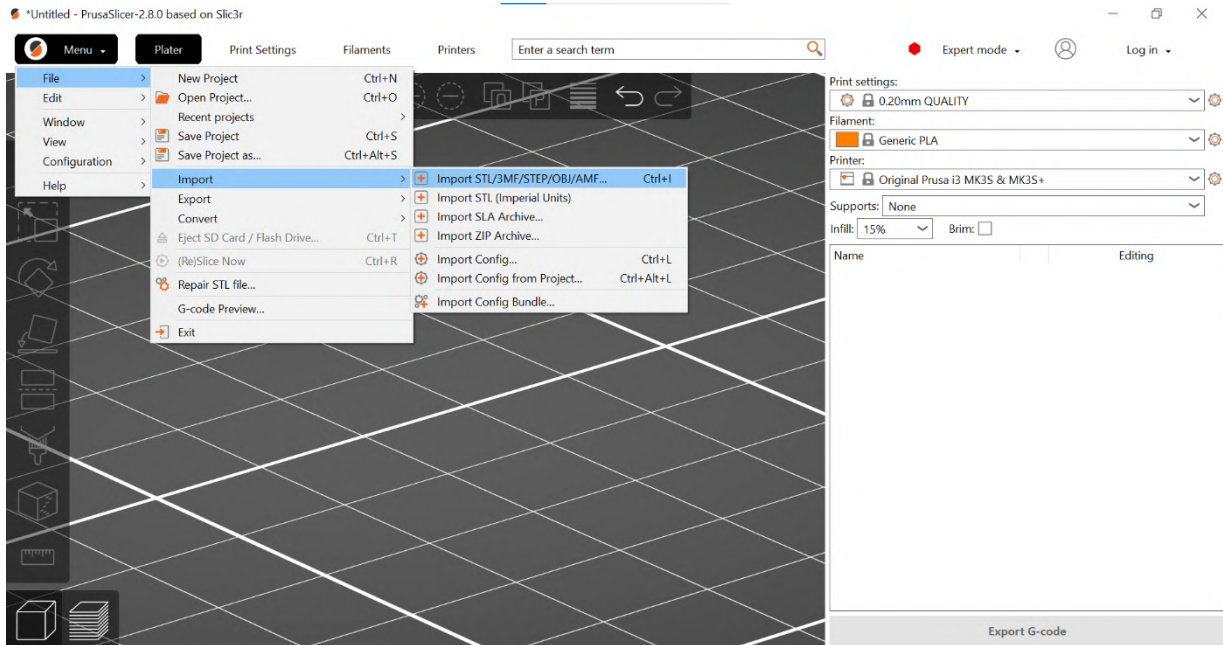 *Untitled - PrusaSlicer-2.8.0 based on Slic3r
Menu Plater Print Settings Filaments Printers Enter a search term Expert mode Log in
File
Edit
Window
View
Configuration
Help
New Project Ctrl+N
Open Project... Ctrl+O
Recent projects
Save Project Ctrl+S
Save Project as... Ctrl+Alt+S
Import
Export
Convert
Eject SD Card / Flash Drive... Ctrl+T
(Re)Slice Now Ctrl+R
Repair STL file...
G-code Preview...
Exit
Import STL/3MF/STEP/OBJ/AMF... Ctrl+I
Import STL (Imperial Units)
Import SLA Archive...
Import ZIP Archive...
Import Config... Ctrl+L
Import Config from Project... Ctrl+Alt+L
Import Config Bundle...
Print settings:
0.20mm QUALITY
Filament:
Generic PLA
Printer:
Original Prusa i3 MK3S & MK3S+
Supports: None
Infill: 15% Brim:
Name Editing
Export G-code